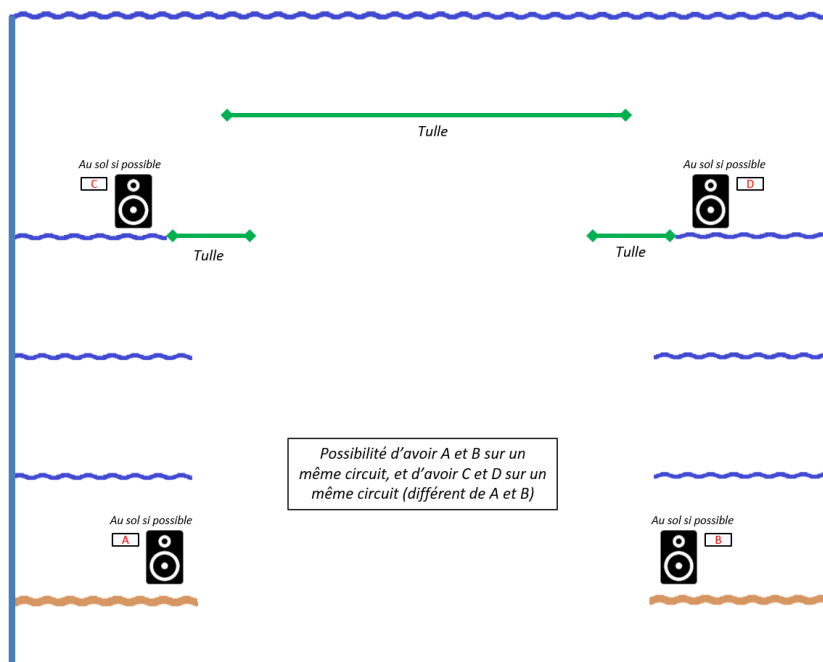 Tulle
Au sol si possible
C
Au sol si possible
D
Tulle
Tulle
Possibilité d'avoir A et B sur un
même circuit, et d'avoir C et D sur un
même circuit (différent de A et B)
Au sol si possible
A
Au sol si possible
B